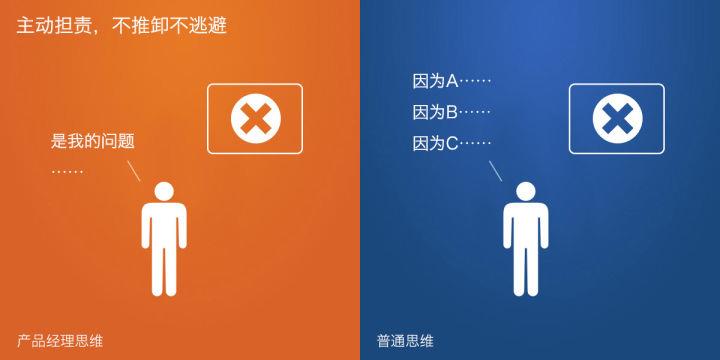 主动担责，不推卸不逃避
是我的问题
……
产品经理思维
因为A……
因为B……
因为C……
普通思维